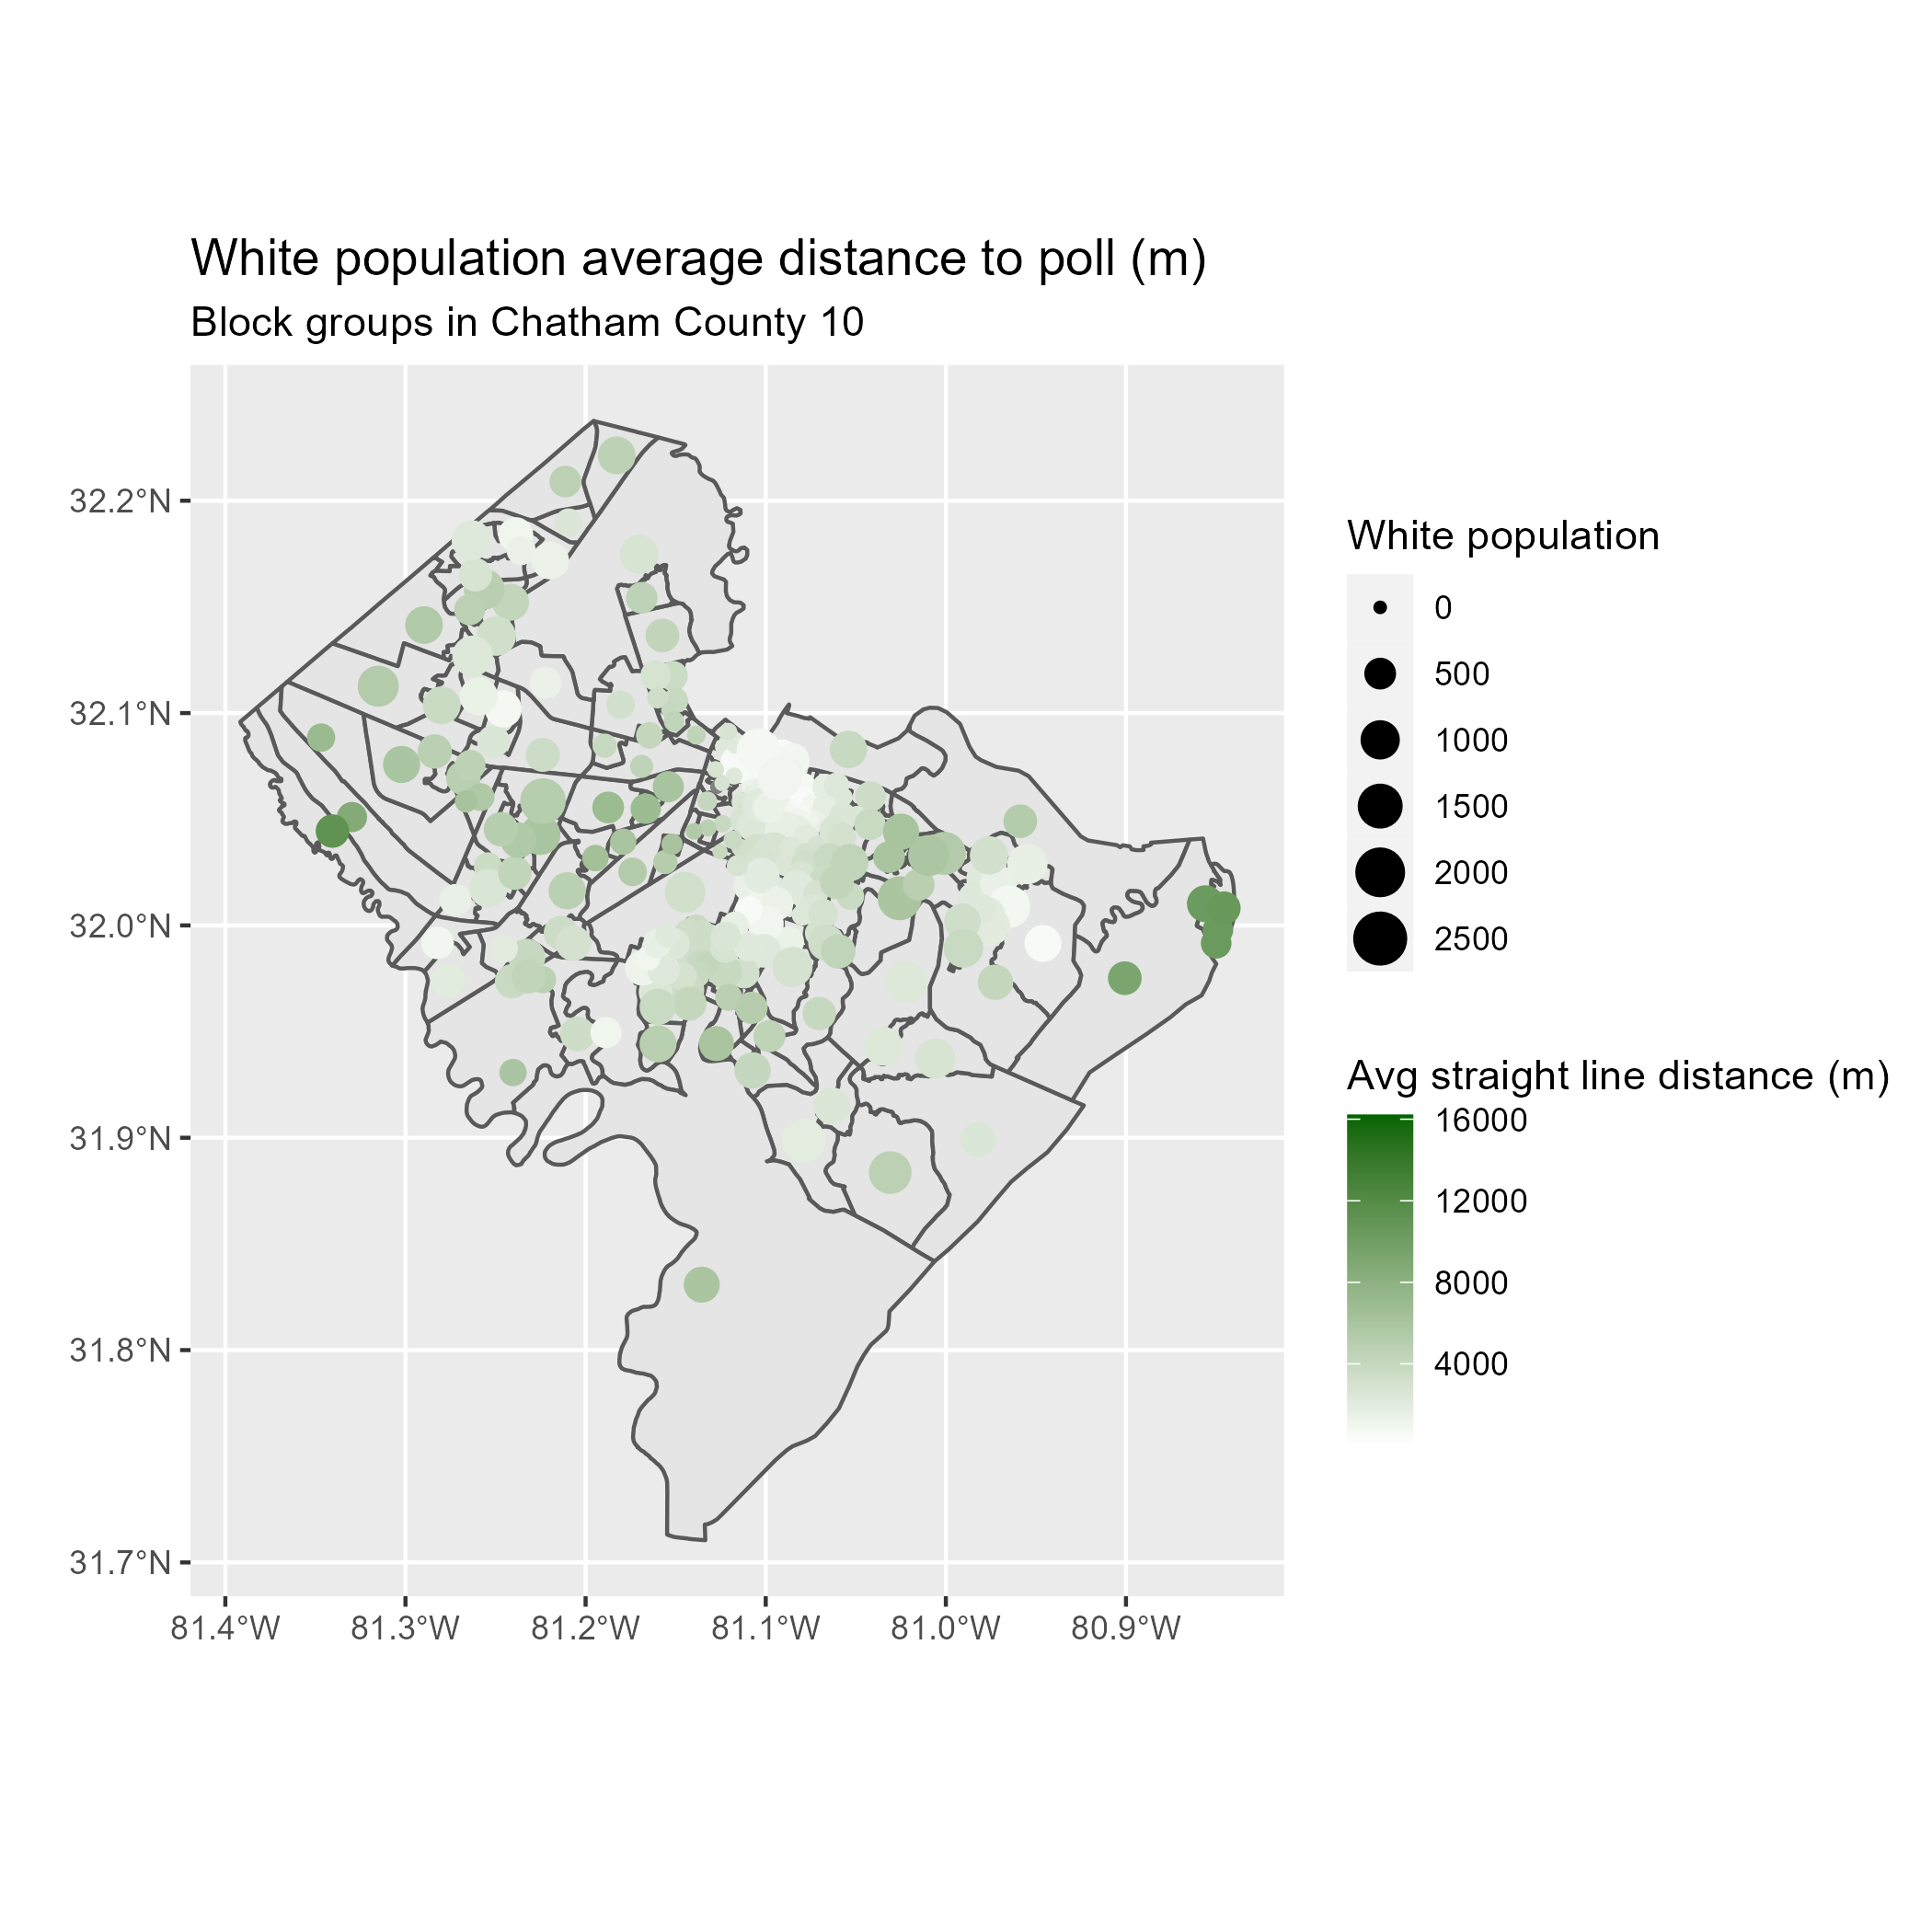 White population average distance to poll (m)
Block groups in Chatham County 10
32.2°N
32.1°N
32.0°N
31.9°N
31.8°N
31.7°N
81.4°W
81.3°W
81.2°W
81.1°W
81.0°W
80.9°W
White population
0
500
1000
1500
2000
2500
Avg straight line distance (m)
16000
12000
8000
4000